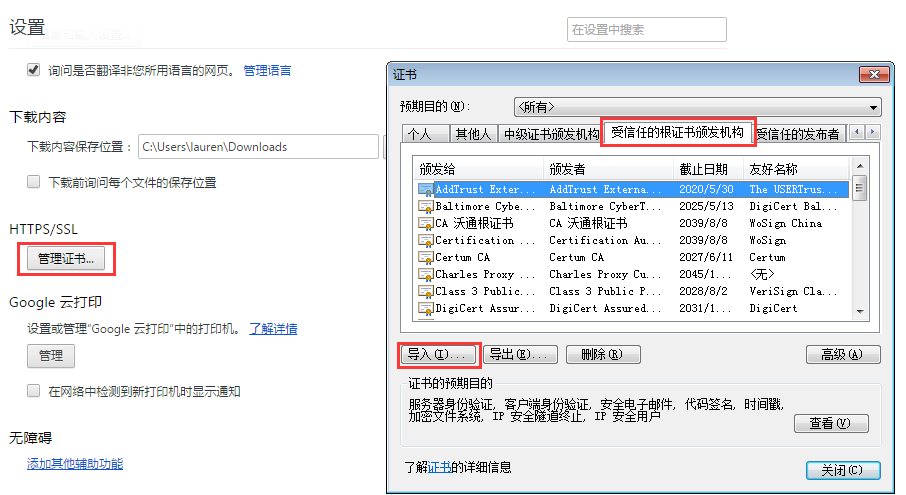 设置
在设置中搜索
询问是否翻译非您所用语言的网页。 管理语言
下载内容
下载内容保存位置： C:\Users\lauren\Downloads
下载前询问每个文件的保存位置
HTTPS/SSL
管理证书...
Google 云打印
设置或管理"Google 云打印"中的打印机。 了解详情
管理
在网络中检测到新打印机时显示通知
无障碍
添加其他辅助功能
证书
预期目的(N): <所有>
个人 其他人 中级证书颁发机构 受信任的根证书颁发机构 受信任的发布者
颁发给 颁发者 截止日期 友好名称
AddTrust Exter... AddTrust Externa... 2020/5/30 The USERTrus...
Baltimore Cybe... Baltimore CyberT... 2025/5/13 DigiCert Bal...
CA 沃通根证书 CA 沃通根证书 2039/8/8 WoSign China
Certification ... Certification Au... 2039/8/8 WoSign
Certum CA Certum CA 2027/6/11 Certum
Charles Proxy ... Charles Proxy Cu... 2045/1... <无>
Class 3 Public... Class 3 Public P... 2028/8/2 VeriSign Cla...
DigiCert Assur... DigiCert Assured... 2031/1... DigiCert
导入(I)... 导出(E)... 删除(R) 高级(A)
证书的预期目的
服务器身份验证, 客户端身份验证, 安全电子邮件, 代码签名, 时间戳,
加密文件系统, IP 安全隧道终止, IP 安全用户
查看(V)
了解证书的详细信息
关闭(C)